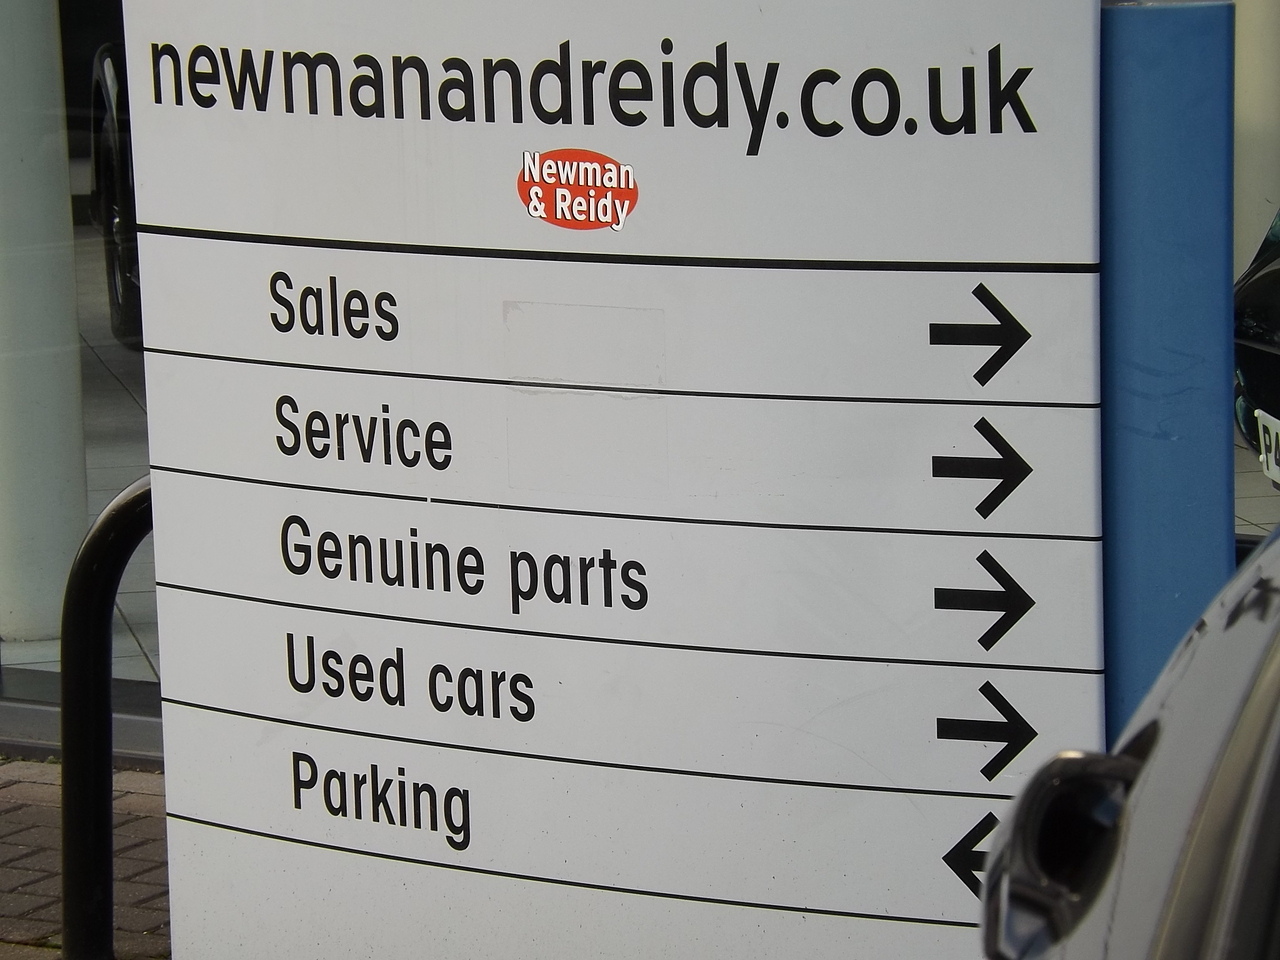 newmanandreidy.co.uk
Newman
& Reidy
Sales
Service
Genuine parts
Used cars
Parking